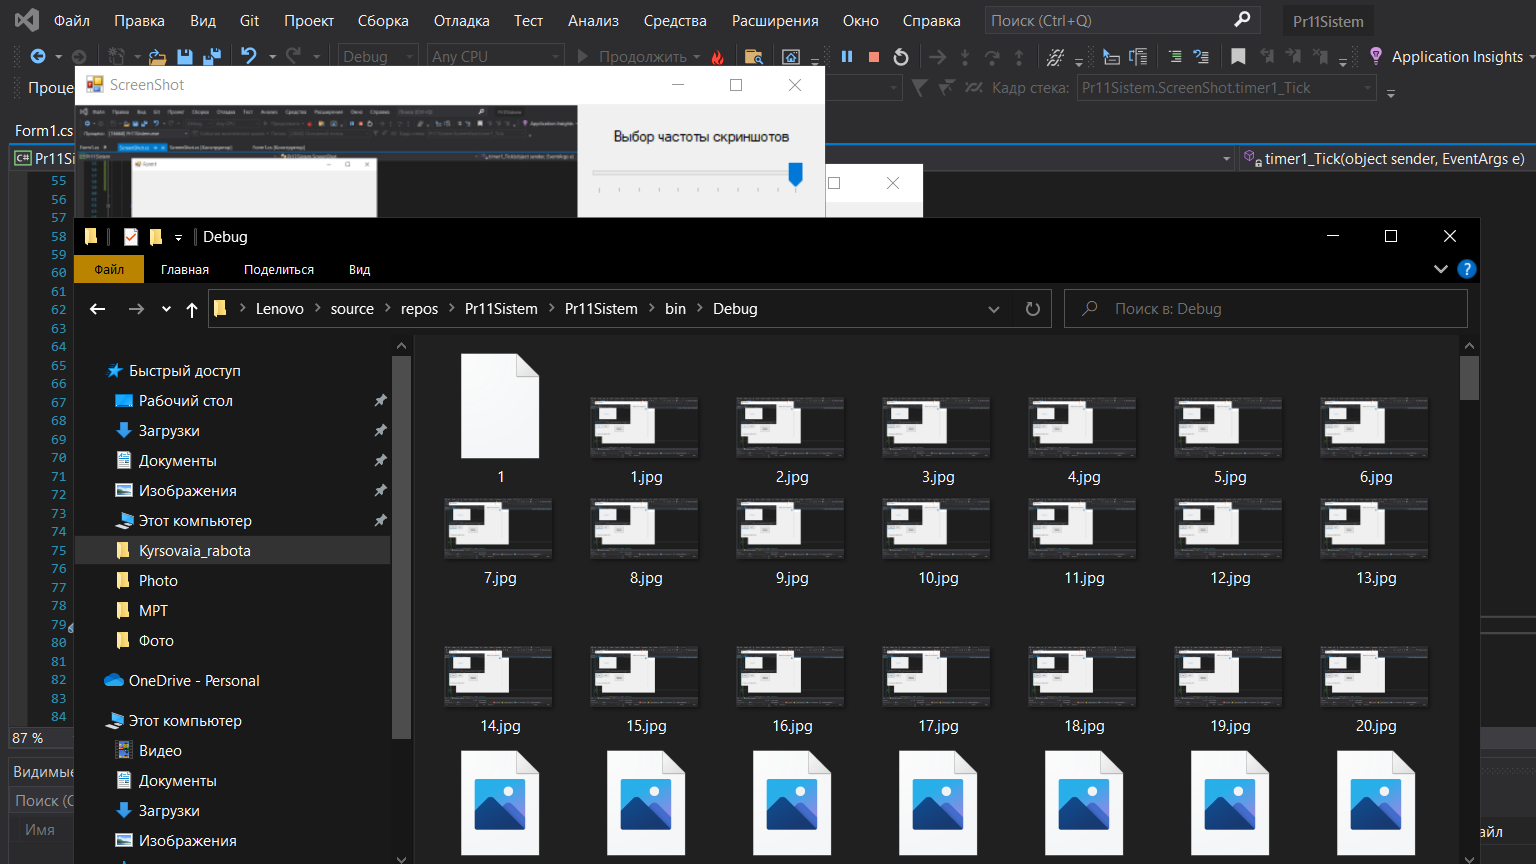 Файл Правка Вид Git Проект Сборка Отладка Тест Анализ Средства Расширения Окно Справка Поиск (Ctrl+Q) Pr11Sistem
Debug Any CPU Продолжить Application Insights
Проце Кадр стека: Pr11Sistem.ScreenShot.timer1_Tick
ScreenShot
Выбор частоты скриншотов
Form1.cs
C# Pr11Si timer1_Tick(object sender, EventArgs e)
55
56
57
58
59
60
61
62
63
64
65
66
67
68
69
70
71
72
73
74
75
76
77
78
79
80
81
82
83
84
87 %
Видимые
Поиск (C
Имя
айл
Debug
Файл Главная Поделиться Вид
Lenovo source repos Pr11Sistem Pr11Sistem bin Debug Поиск в: Debug
Быстрый доступ
Рабочий стол
Загрузки
Документы
Изображения
Этот компьютер
Kyrsovaia_rabota
Photo
МРТ
Фото
OneDrive - Personal
Этот компьютер
Видео
Документы
Загрузки
Изображения
1 1.jpg 2.jpg 3.jpg 4.jpg 5.jpg 6.jpg
7.jpg 8.jpg 9.jpg 10.jpg 11.jpg 12.jpg 13.jpg
14.jpg 15.jpg 16.jpg 17.jpg 18.jpg 19.jpg 20.jpg